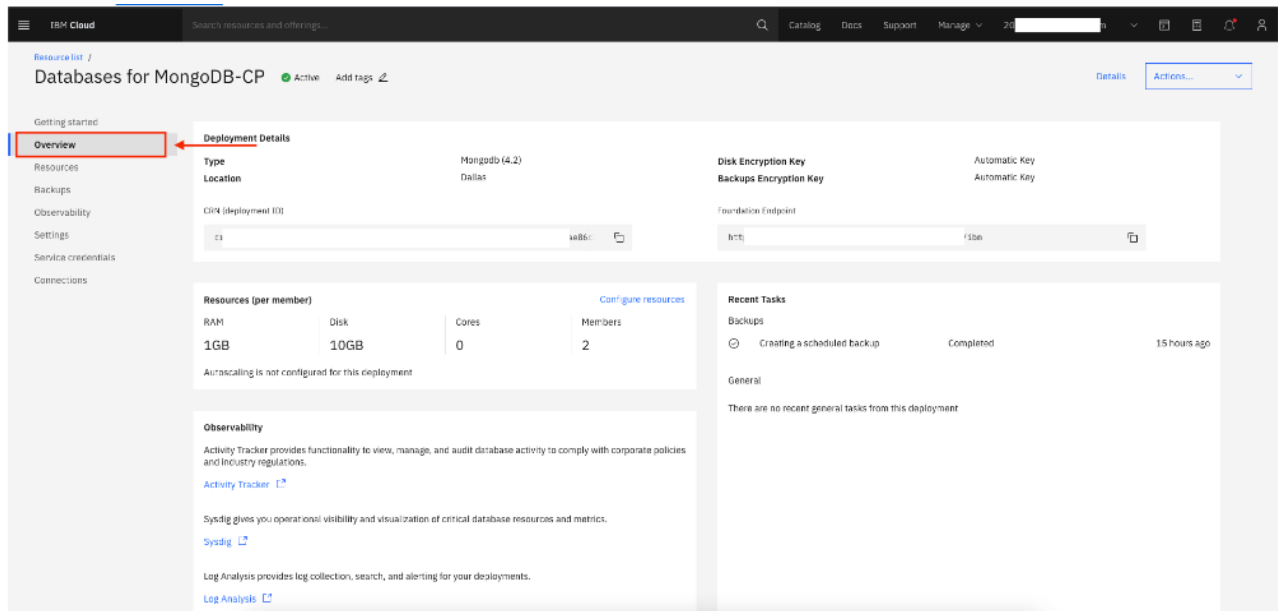 IBM Cloud
Search resources and offerings...
Catalog
Docs
Support
Manage
20
Resource list /
Databases for MongoDB-CP
Active
Add tags
Details
Actions...
Getting started
Overview
Resources
Backups
Observability
Settings
Service credentials
Connections
Deployment Details
Type
Mongodb (4.2)
Location
Dallas
Disk Encryption Key
Automatic Key
Backups Encryption Key
Automatic Key
CRN (deployment ID)
Foundation Endpoint
http
/ibm
Resources (per member)
Configure resources
RAM
Disk
Cores
Members
1GB
10GB
0
2
Autoscaling is not configured for this deployment
Recent Tasks
Backups
Creating a scheduled backup
Completed
15 hours ago
General
There are no recent general tasks from this deployment
Observability
Activity Tracker provides functionality to view, manage, and audit database activity to comply with corporate policies
and industry regulations.
Activity Tracker
Sysdig gives you operational visibility and visualization of critical database resources and metrics.
Sysdig
Log Analysis provides log collection, search, and alerting for your deployments.
Log Analysis